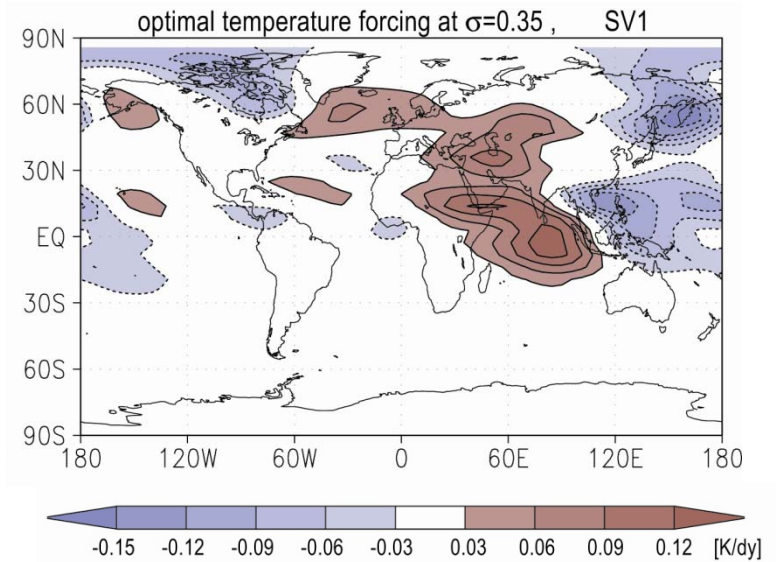 optimal temperature forcing at σ=0.35 , SV1
90N
60N
30N
EQ
30S
60S
90S
180 120W 60W 0 60E 120E 180
-0.15 -0.12 -0.09 -0.06 -0.03 0.03 0.06 0.09 0.12 [K/dy]